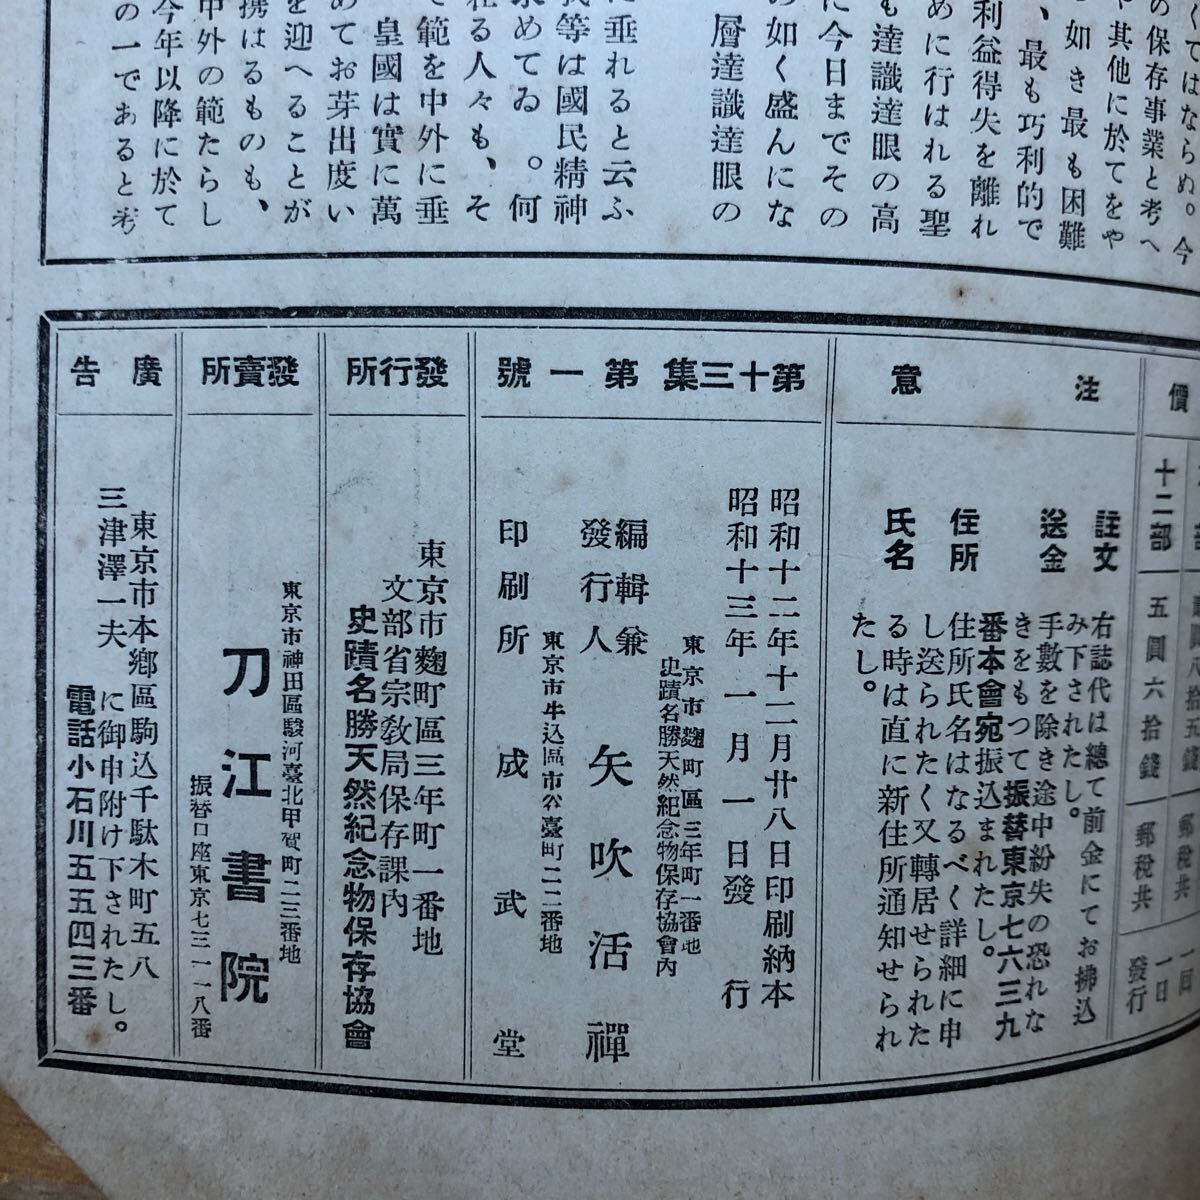 くてはならぬ。今
の保存事業と考へ
や其他に於てをや
如き最も困難
、最も巧利的で
利益得失を離れ
めに行はれる聖
も達識達眼の高
に今日までその
の如く盛んにな
層達識達眼の
に垂れると云ふ
我等は國民精神
求めてゐ 。何
れる人々も、そ
て範を中外に垂
皇國は實に萬
めてお芽出度い
を迎へることが
携はるものも、
中外の範たらし
今年以降に於て
の一であると考
價
十二部 五圓六拾錢 郵税共
一回一日發行
注意
註文 右誌代は總て前金にてお拂込み下されたし。
送金 手數を除き途中紛失の恐れなきをもつて振替東京七六三九番本會宛振込まれたし。
住所氏名 住所氏名はなるべく詳細に申し送られたく又轉居せられたる時は直に新住所通知せられたし。
第十三集 第一號
昭和十二年十二月廿八日印刷納本
昭和十三年一月一日發行
東京市麴町區三年町一番地
史蹟名勝天然紀念物保存協會內
編輯兼發行人 矢吹活禪
東京市牛込區市谷臺町二二番地
印刷所 成武堂
發行所
東京市麴町區三年町一番地
文部省宗敎局保存課內
史蹟名勝天然紀念物保存協會
發賣所
東京市神田區駿河臺北甲賀町二三番地
刀江書院
振替口座東京七三一一八番
廣告
東京市本鄕區駒込千駄木町五八
三津澤一夫 に御申附け下されたし。
電話小石川五五四三番